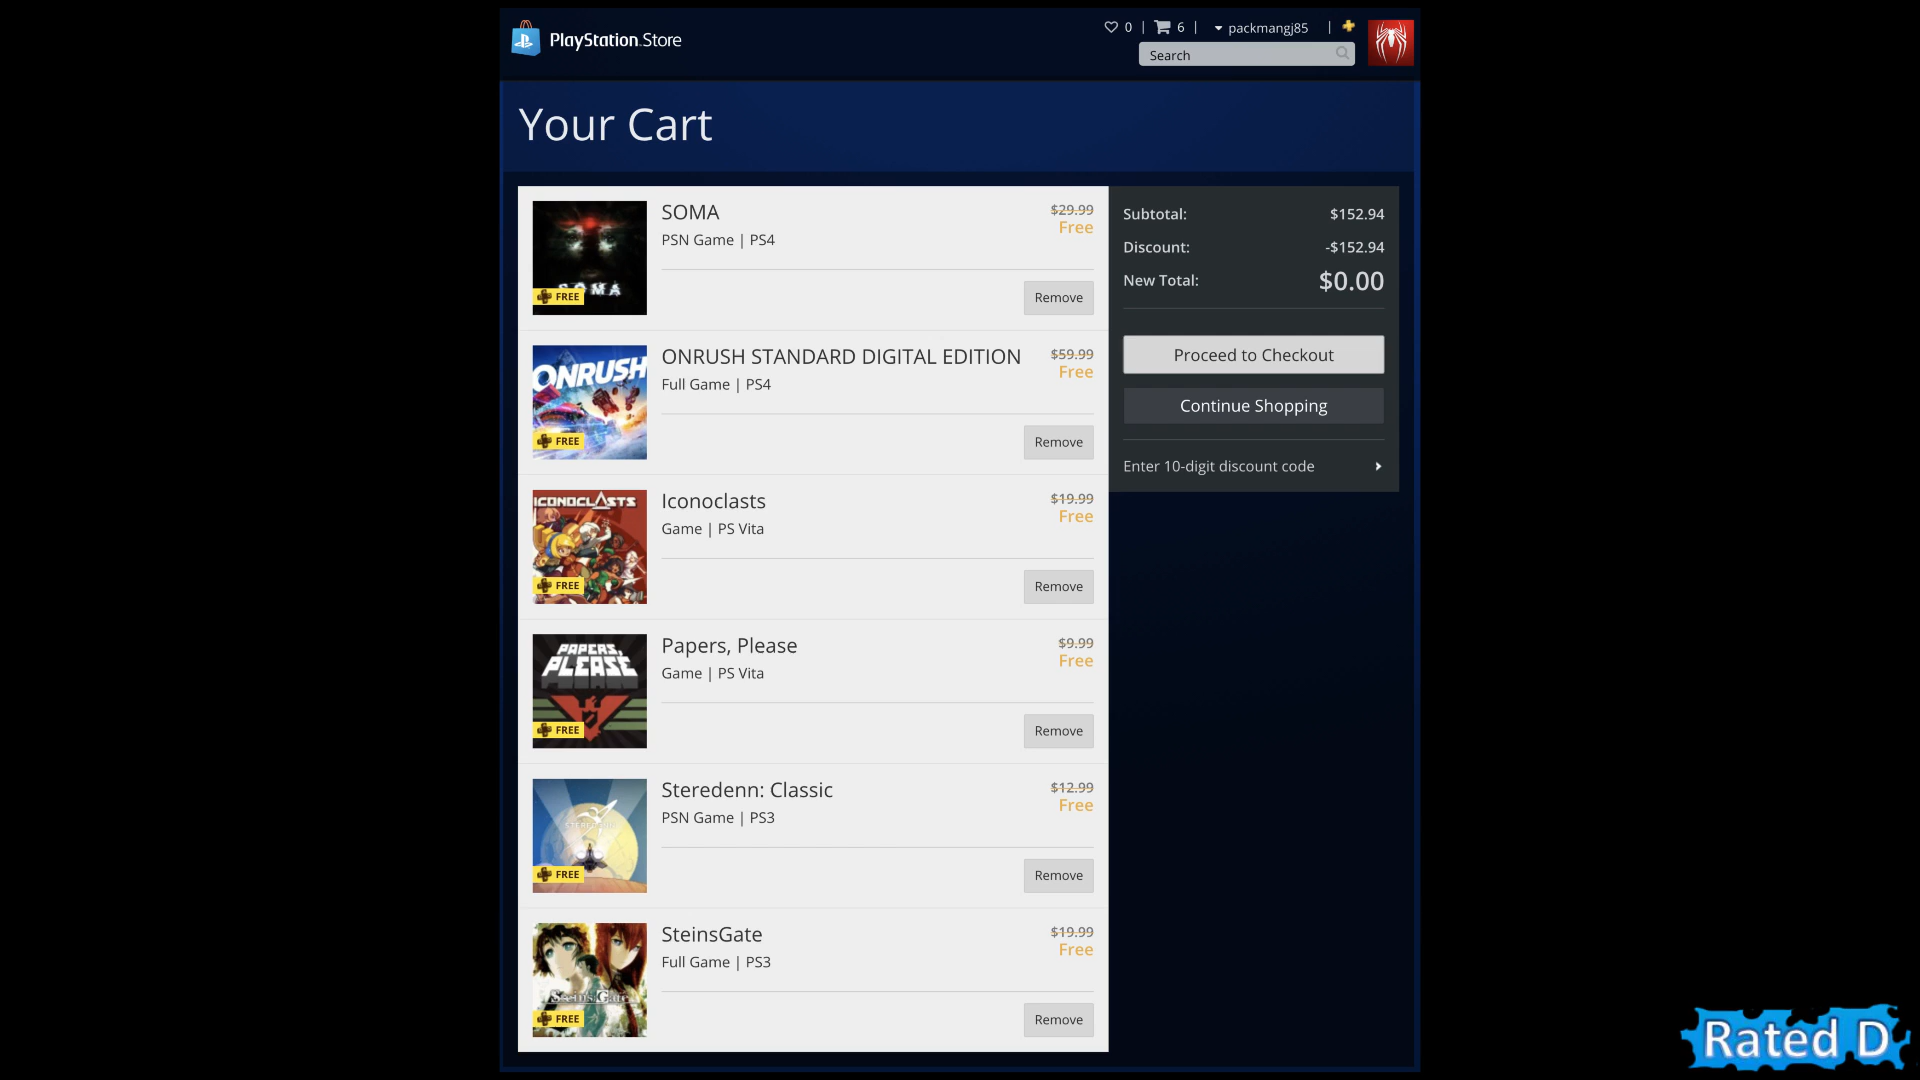 PlayStation Store
0 | 6 | packmangj85 |
Search
Your Cart
SOMA
$29.99
Free
PSN Game | PS4
SOMA
FREE
Remove
ONRUSH STANDARD DIGITAL EDITION
$59.99
Free
Full Game | PS4
ONRUSH
FREE
Remove
Iconoclasts
$19.99
Free
Game | PS Vita
ICONOCLASTS
FREE
Remove
Papers, Please
$9.99
Free
Game | PS Vita
PAPERS,
PLEASE
FREE
Remove
Steredenn: Classic
$12.99
Free
PSN Game | PS3
FREE
Remove
SteinsGate
$19.99
Free
Full Game | PS3
Steins;Gate
FREE
Remove
Subtotal: $152.94
Discount: -$152.94
New Total: $0.00
Proceed to Checkout
Continue Shopping
Enter 10-digit discount code
Rated D